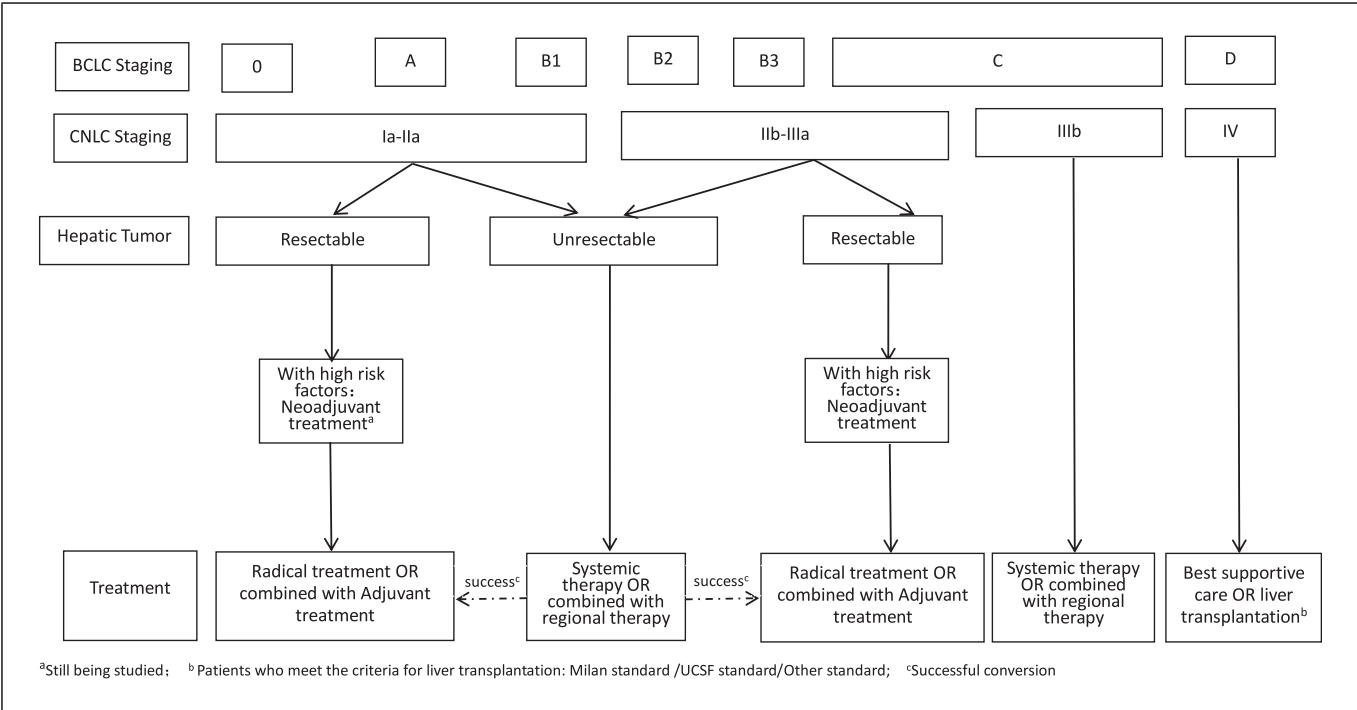 BCLC Staging
0
A
B1
B2
B3
C
D
CNLC Staging
Ia-IIa
IIb-IIIa
IIIb
IV
Hepatic Tumor
Resectable
Unresectable
Resectable
With high risk
factors：
Neoadjuvant
treatmentᵃ
With high risk
factors：
Neoadjuvant
treatment
Treatment
Radical treatment OR
combined with Adjuvant
treatment
successᶜ
Systemic
therapy OR
combined with
regional therapy
successᶜ
Radical treatment OR
combined with Adjuvant
treatment
Systemic therapy
OR combined
with regional
therapy
Best supportive
care OR liver
transplantationᵇ
ᵃStill being studied； ᵇ Patients who meet the criteria for liver transplantation: Milan standard /UCSF standard/Other standard; ᶜSuccessful conversion